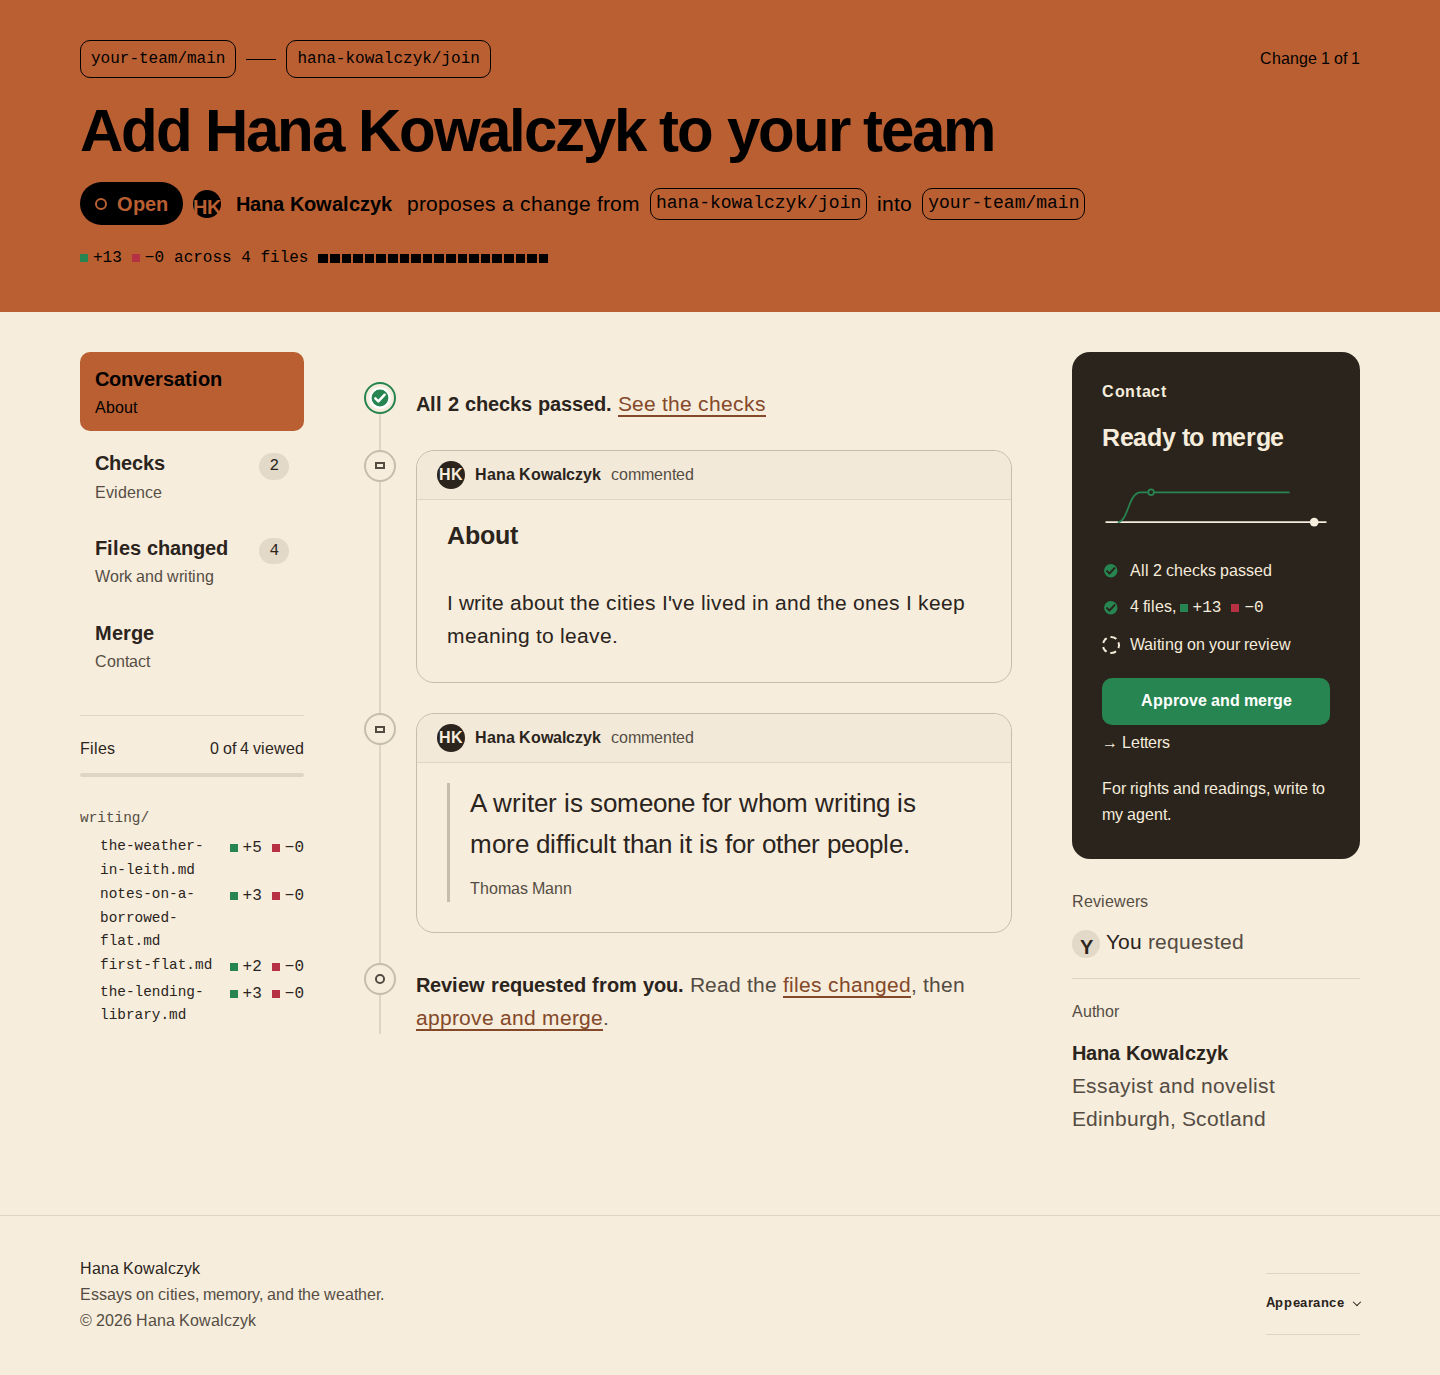 your-team/main hana-kowalczyk/join
Change 1 of 1
Add Hana Kowalczyk to your team
Open HK Hana Kowalczyk proposes a change from hana-kowalczyk/join into your-team/main
+13 −0 across 4 files
Conversation
About
Checks 2
Evidence
Files changed 4
Work and writing
Merge
Contact
Files 0 of 4 viewed
writing/
the-weather- +5 −0
in-leith.md
notes-on-a- +3 −0
borrowed-
flat.md
first-flat.md +2 −0
the-lending- +3 −0
library.md
All 2 checks passed. See the checks
HK Hana Kowalczyk commented
About
I write about the cities I've lived in and the ones I keep
meaning to leave.
HK Hana Kowalczyk commented
A writer is someone for whom writing is
more difficult than it is for other people.
Thomas Mann
Review requested from you. Read the files changed, then
approve and merge.
Contact
Ready to merge
All 2 checks passed
4 files, +13 −0
Waiting on your review
Approve and merge
→ Letters
For rights and readings, write to
my agent.
Reviewers
Y You requested
Author
Hana Kowalczyk
Essayist and novelist
Edinburgh, Scotland
Hana Kowalczyk
Essays on cities, memory, and the weather.
© 2026 Hana Kowalczyk
Appearance